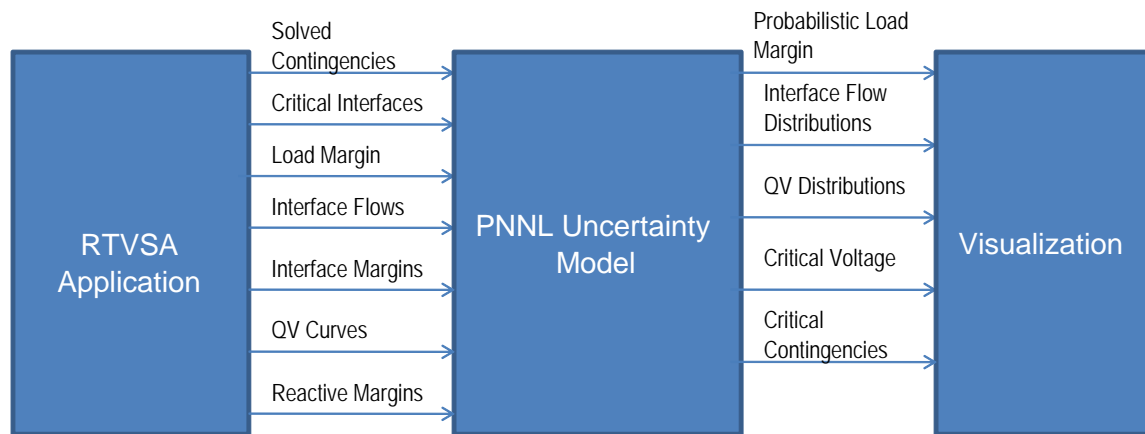 RTVSA
Application
Solved
Contingencies
Critical Interfaces
Load Margin
Interface Flows
Interface Margins
QV Curves
Reactive Margins
PNNL Uncertainty
Model
Probabilistic Load
Margin
Interface Flow
Distributions
QV Distributions
Critical Voltage
Critical
Contingencies
Visualization